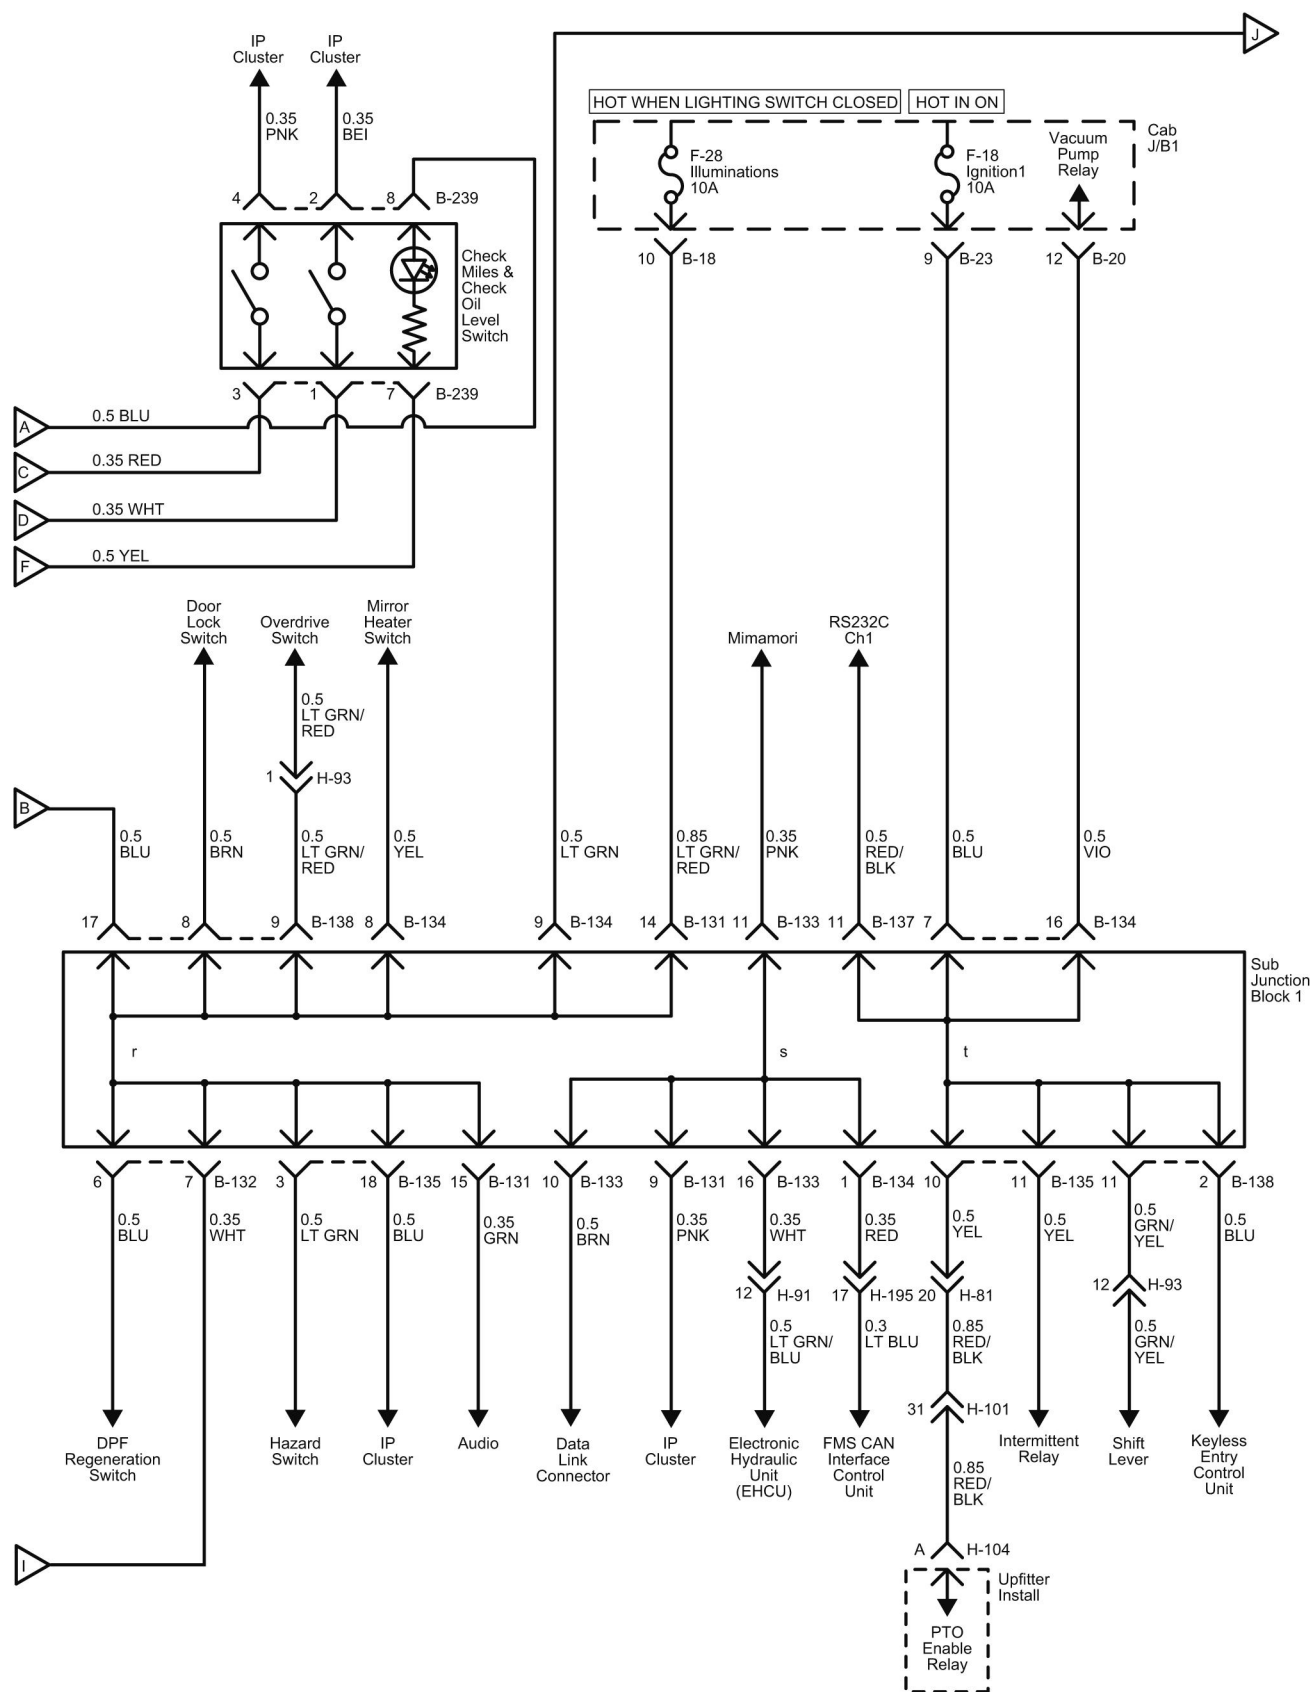 J
IP
Cluster
IP
Cluster
0.35
PNK
0.35
BEI
HOT WHEN LIGHTING SWITCH CLOSED
HOT IN ON
F-28
Illuminations
10A
F-18
Ignition1
10A
Vacuum
Pump
Relay
Cab
J/B1
4
2
8
B-239
10
B-18
9
B-23
12
B-20
Check
Miles &
Check
Oil
Level
Switch
3
1
7
B-239
A
0.5 BLU
C
0.35 RED
D
0.35 WHT
F
0.5 YEL
Door
Lock
Switch
Overdrive
Switch
Mirror
Heater
Switch
Mimamori
RS232C
Ch1
0.5
LT GRN/
RED
1
H-93
B
0.5
BLU
0.5
BRN
0.5
LT GRN/
RED
0.5
YEL
0.5
LT GRN
0.85
LT GRN/
RED
0.35
PNK
0.5
RED/
BLK
0.5
BLU
0.5
VIO
17
8
9
B-138
8
B-134
9
B-134
14
B-131
11
B-133
11
B-137
7
16
B-134
Sub
Junction
Block 1
r
s
t
6
7
B-132
3
18
B-135
15
B-131
10
B-133
9
B-131
16
B-133
1
B-134
10
11
B-135
11
2
B-138
0.5
BLU
0.35
WHT
0.5
LT GRN
0.5
BLU
0.35
GRN
0.5
BRN
0.35
PNK
0.35
WHT
0.35
RED
0.5
YEL
0.5
YEL
0.5
GRN/
YEL
0.5
BLU
12
H-91
17
H-195
20
H-81
12
H-93
0.5
LT GRN/
BLU
0.3
LT BLU
0.85
RED/
BLK
0.5
GRN/
YEL
31
H-101
DPF
Regeneration
Switch
Hazard
Switch
IP
Cluster
Audio
Data
Link
Connector
IP
Cluster
Electronic
Hydraulic
Unit
(EHCU)
FMS CAN
Interface
Control
Unit
Intermittent
Relay
Shift
Lever
Keyless
Entry
Control
Unit
0.85
RED/
BLK
I
A
H-104
Upfitter
Install
PTO
Enable
Relay